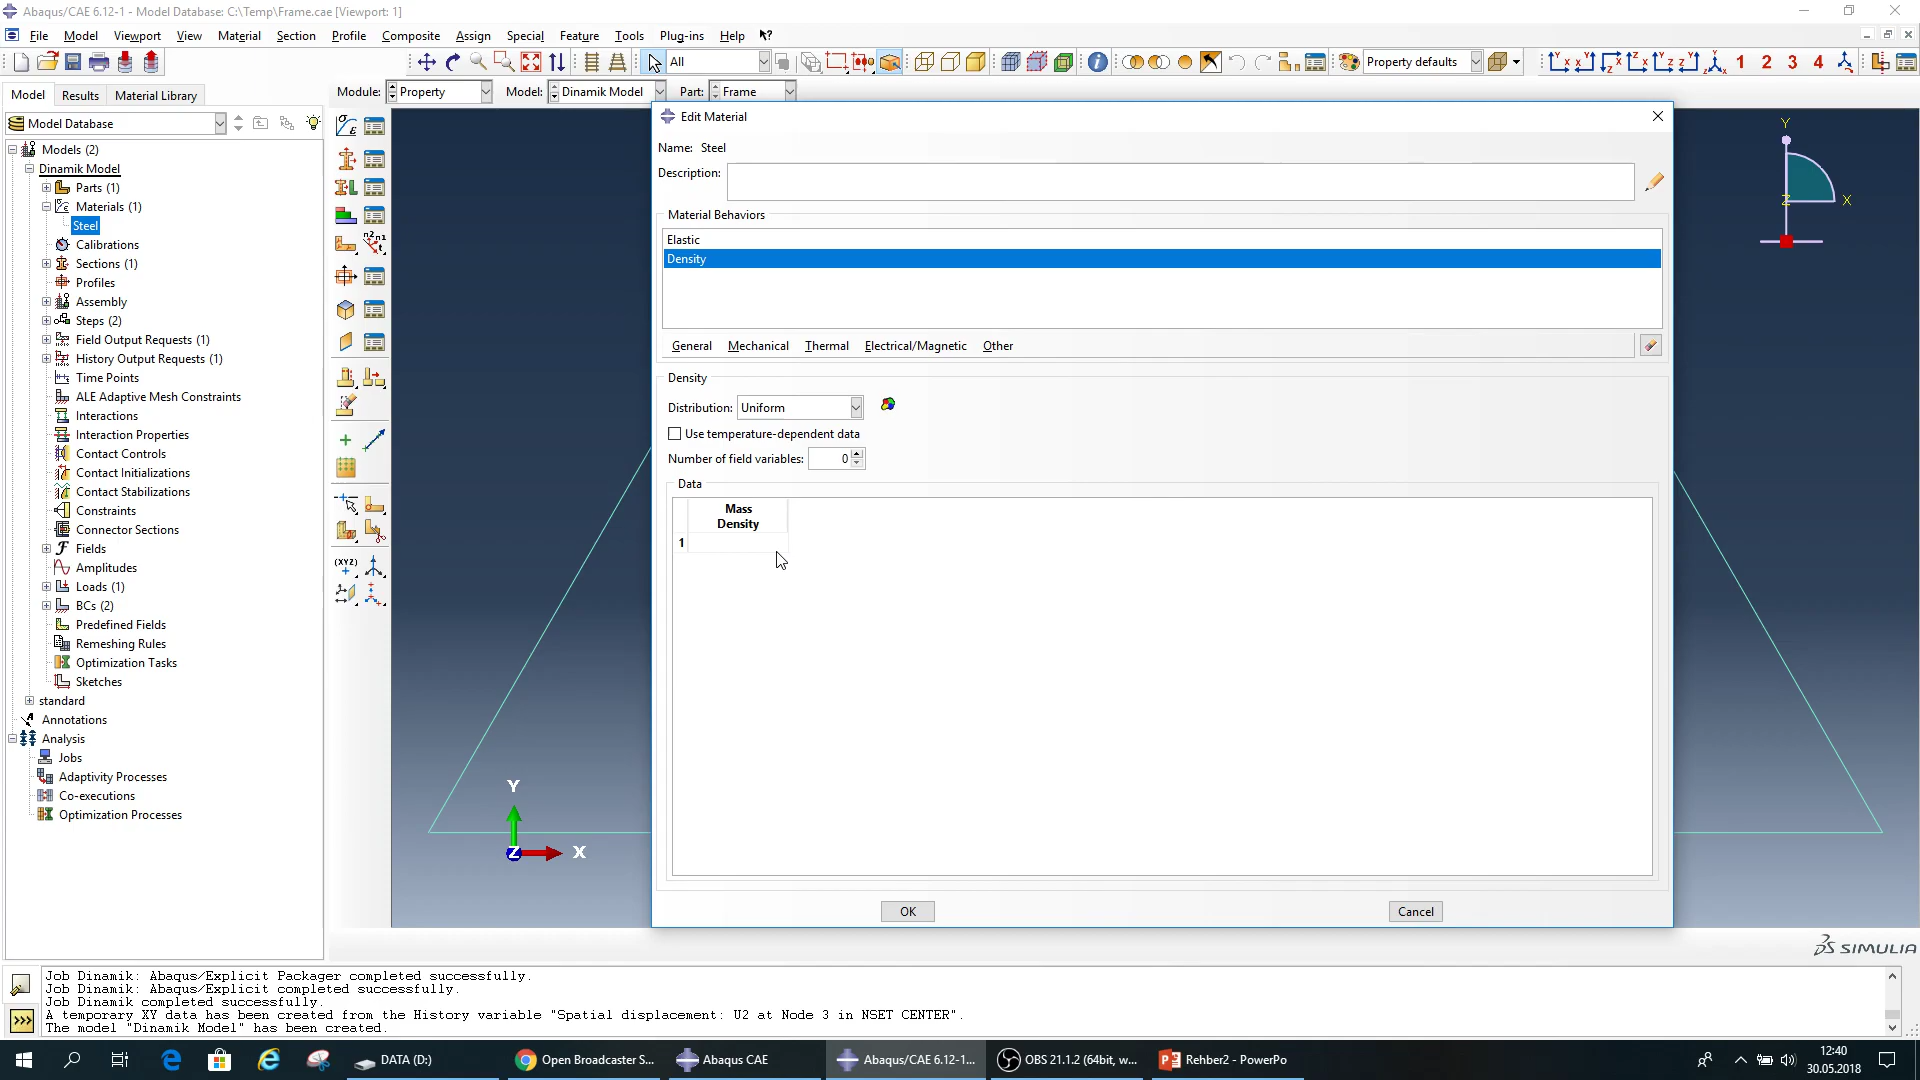 Abaqus/CAE 6.12-1 - Model Database: C:\Temp\Frame.cae [Viewport: 1]
File Model Viewport View Material Section Profile Composite Assign Special Feature Tools Plug-ins Help
All Property defaults 1 2 3 4
Model Results Material Library
Module: Property Model: Dinamik Model Part: Frame
Model Database
Models (2)
Dinamik Model
Parts (1)
Materials (1)
Steel
Calibrations
Sections (1)
Profiles
Assembly
Steps (2)
Field Output Requests (1)
History Output Requests (1)
Time Points
ALE Adaptive Mesh Constraints
Interactions
Interaction Properties
Contact Controls
Contact Initializations
Contact Stabilizations
Constraints
Connector Sections
Fields
Amplitudes
Loads (1)
BCs (2)
Predefined Fields
Remeshing Rules
Optimization Tasks
Sketches
standard
Annotations
Analysis
Jobs
Adaptivity Processes
Co-executions
Optimization Processes
Edit Material
Name: Steel
Description:
Material Behaviors
Elastic
Density
General Mechanical Thermal Electrical/Magnetic Other
Density
Distribution: Uniform
Use temperature-dependent data
Number of field variables: 0
Data
Mass
Density
1
OK Cancel
Y
X
Z
Y
Z X
SIMULIA
Job Dinamik: Abaqus/Explicit Packager completed successfully.
Job Dinamik: Abaqus/Explicit completed successfully.
Job Dinamik completed successfully.
A temporary XY data has been created from the History variable "Spatial displacement: U2 at Node 3 in NSET CENTER".
The model "Dinamik Model" has been created.
DATA (D:) Open Broadcaster S... Abaqus CAE Abaqus/CAE 6.12-1... OBS 21.1.2 (64bit, w... Rehber2 - PowerPo
12:40
30.05.2018